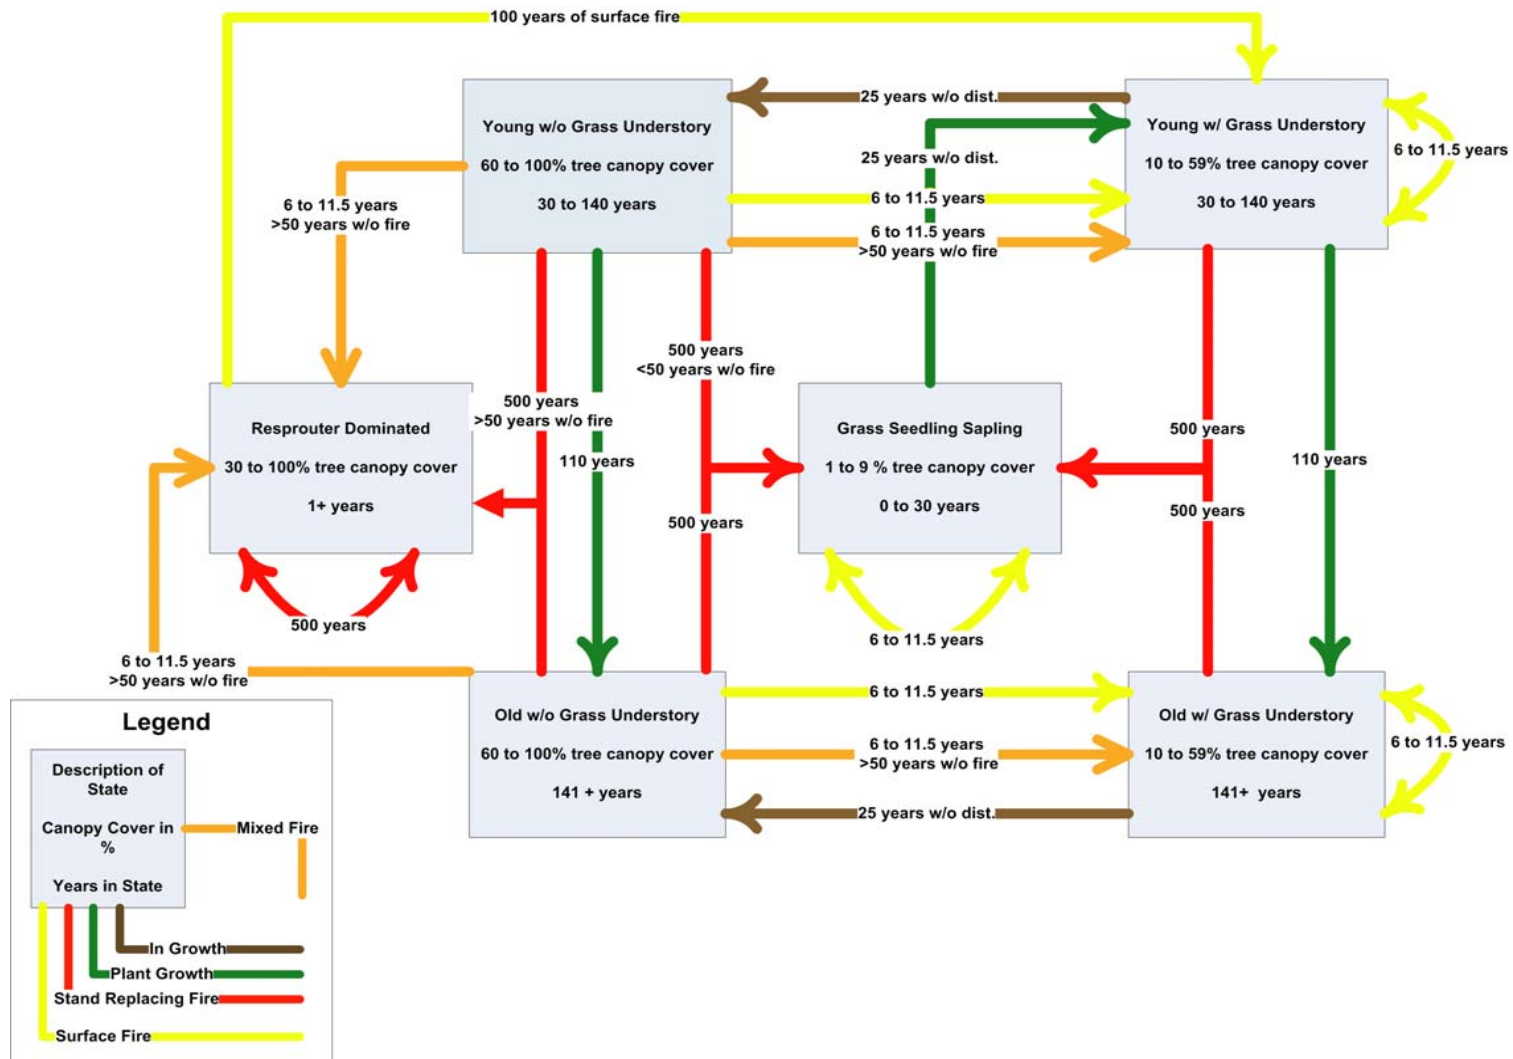 100 years of surface fire
Young w/o Grass Understory
60 to 100% tree canopy cover
30 to 140 years
25 years w/o dist.
Young w/ Grass Understory
10 to 59% tree canopy cover
30 to 140 years
6 to 11.5 years
25 years w/o dist.
6 to 11.5 years
6 to 11.5 years
>50 years w/o fire
6 to 11.5 years
>50 years w/o fire
500 years
<50 years w/o fire
500 years
>50 years w/o fire
110 years
Resprouter Dominated
30 to 100% tree canopy cover
1+ years
Grass Seedling Sapling
1 to 9 % tree canopy cover
0 to 30 years
500 years
110 years
500 years
500 years
500 years
6 to 11.5 years
6 to 11.5 years
>50 years w/o fire
Old w/o Grass Understory
60 to 100% tree canopy cover
141 + years
6 to 11.5 years
6 to 11.5 years
>50 years w/o fire
25 years w/o dist.
Old w/ Grass Understory
10 to 59% tree canopy cover
141+ years
6 to 11.5 years
Legend
Description of
State
Canopy Cover in
%
Years in State
Mixed Fire
In Growth
Plant Growth
Stand Replacing Fire
Surface Fire